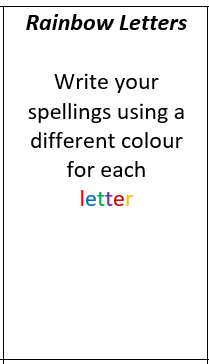 Rainbow Letters
Write your
spellings using a
different colour
for each
letter